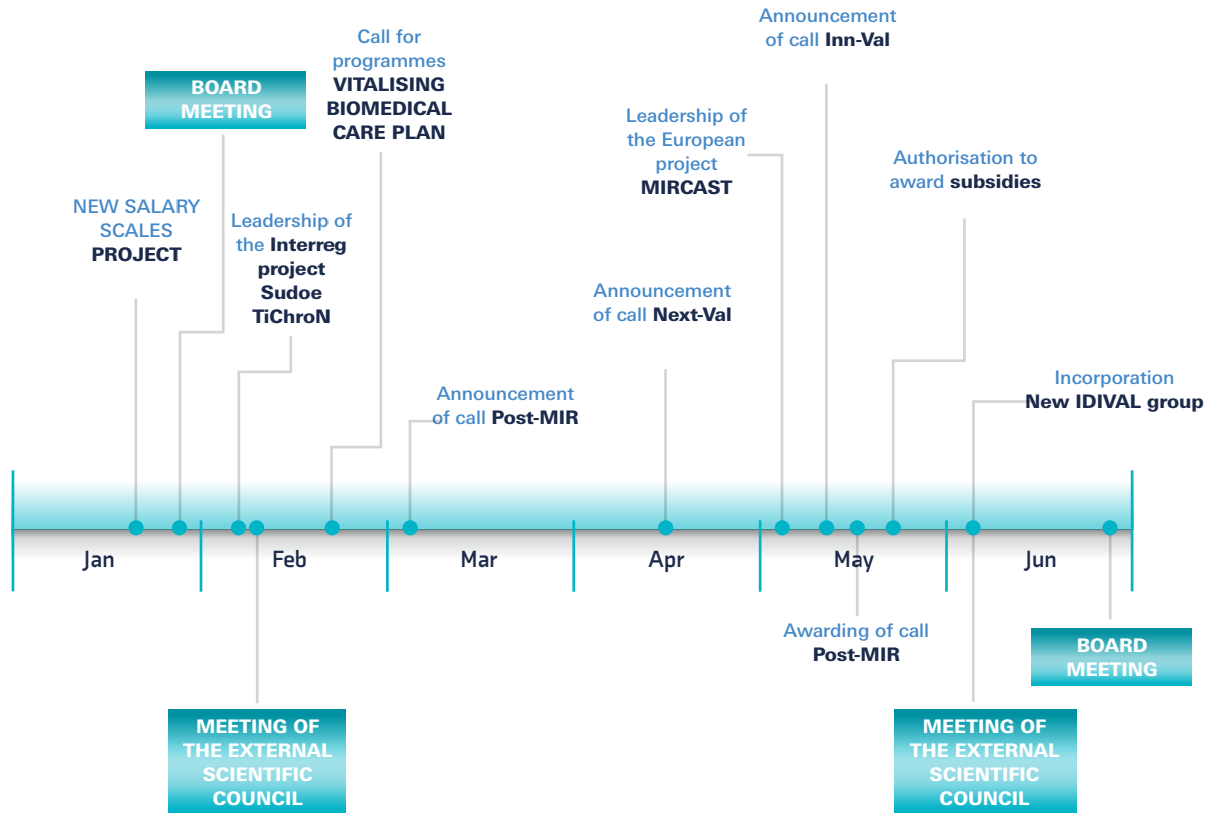 Announcement
of call Inn-Val
Call for
programmes
VITALISING
BIOMEDICAL
CARE PLAN
BOARD
MEETING
Leadership of
the European
project
MIRCAST
Authorisation to
award subsidies
NEW SALARY
SCALES
PROJECT
Leadership of
the Interreg
project
Sudoe
TiChroN
Announcement
of call Next-Val
Announcement
of call Post-MIR
Incorporation
New IDIVAL group
Jan
Feb
Mar
Apr
May
Jun
Awarding of call
Post-MIR
BOARD
MEETING
MEETING OF
THE EXTERNAL
SCIENTIFIC
COUNCIL
MEETING OF
THE EXTERNAL
SCIENTIFIC
COUNCIL